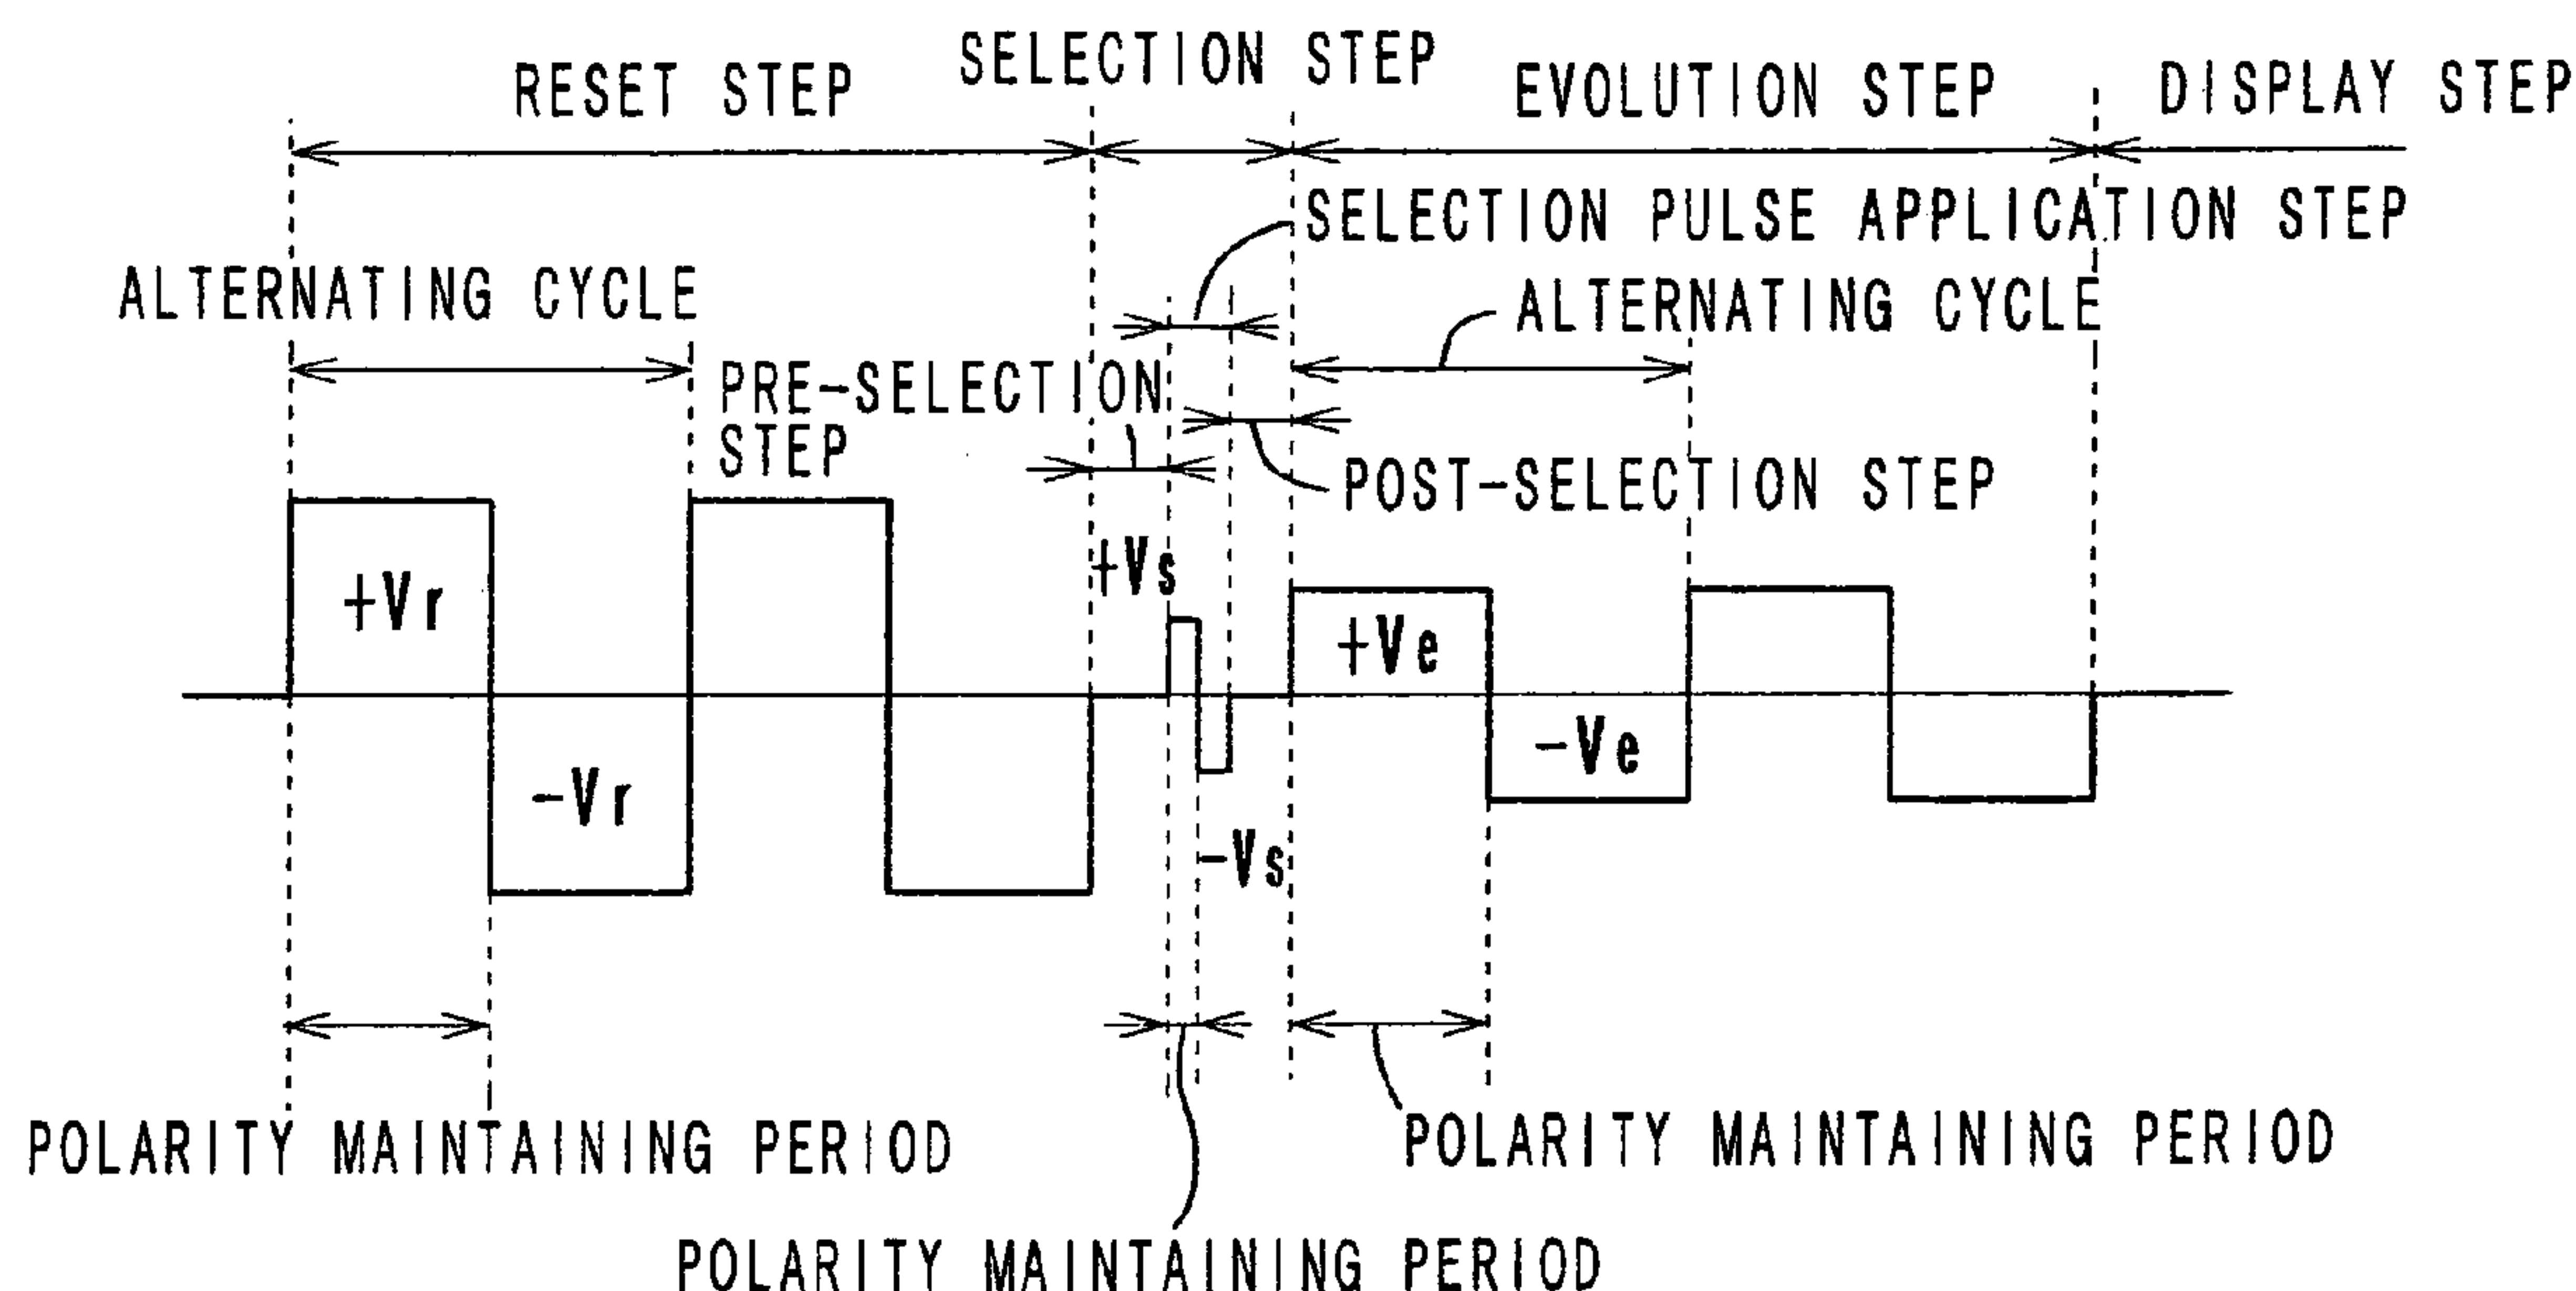 RESET STEP
SELECTION STEP
EVOLUTION STEP
DISPLAY STEP
SELECTION PULSE APPLICATION STEP
ALTERNATING CYCLE
ALTERNATING CYCLE
PRE-SELECTION
STEP
POST-SELECTION STEP
+Vs
+Vr
+Ve
-Ve
-Vr
-Vs
POLARITY MAINTAINING PERIOD
POLARITY MAINTAINING PERIOD
POLARITY MAINTAINING PERIOD